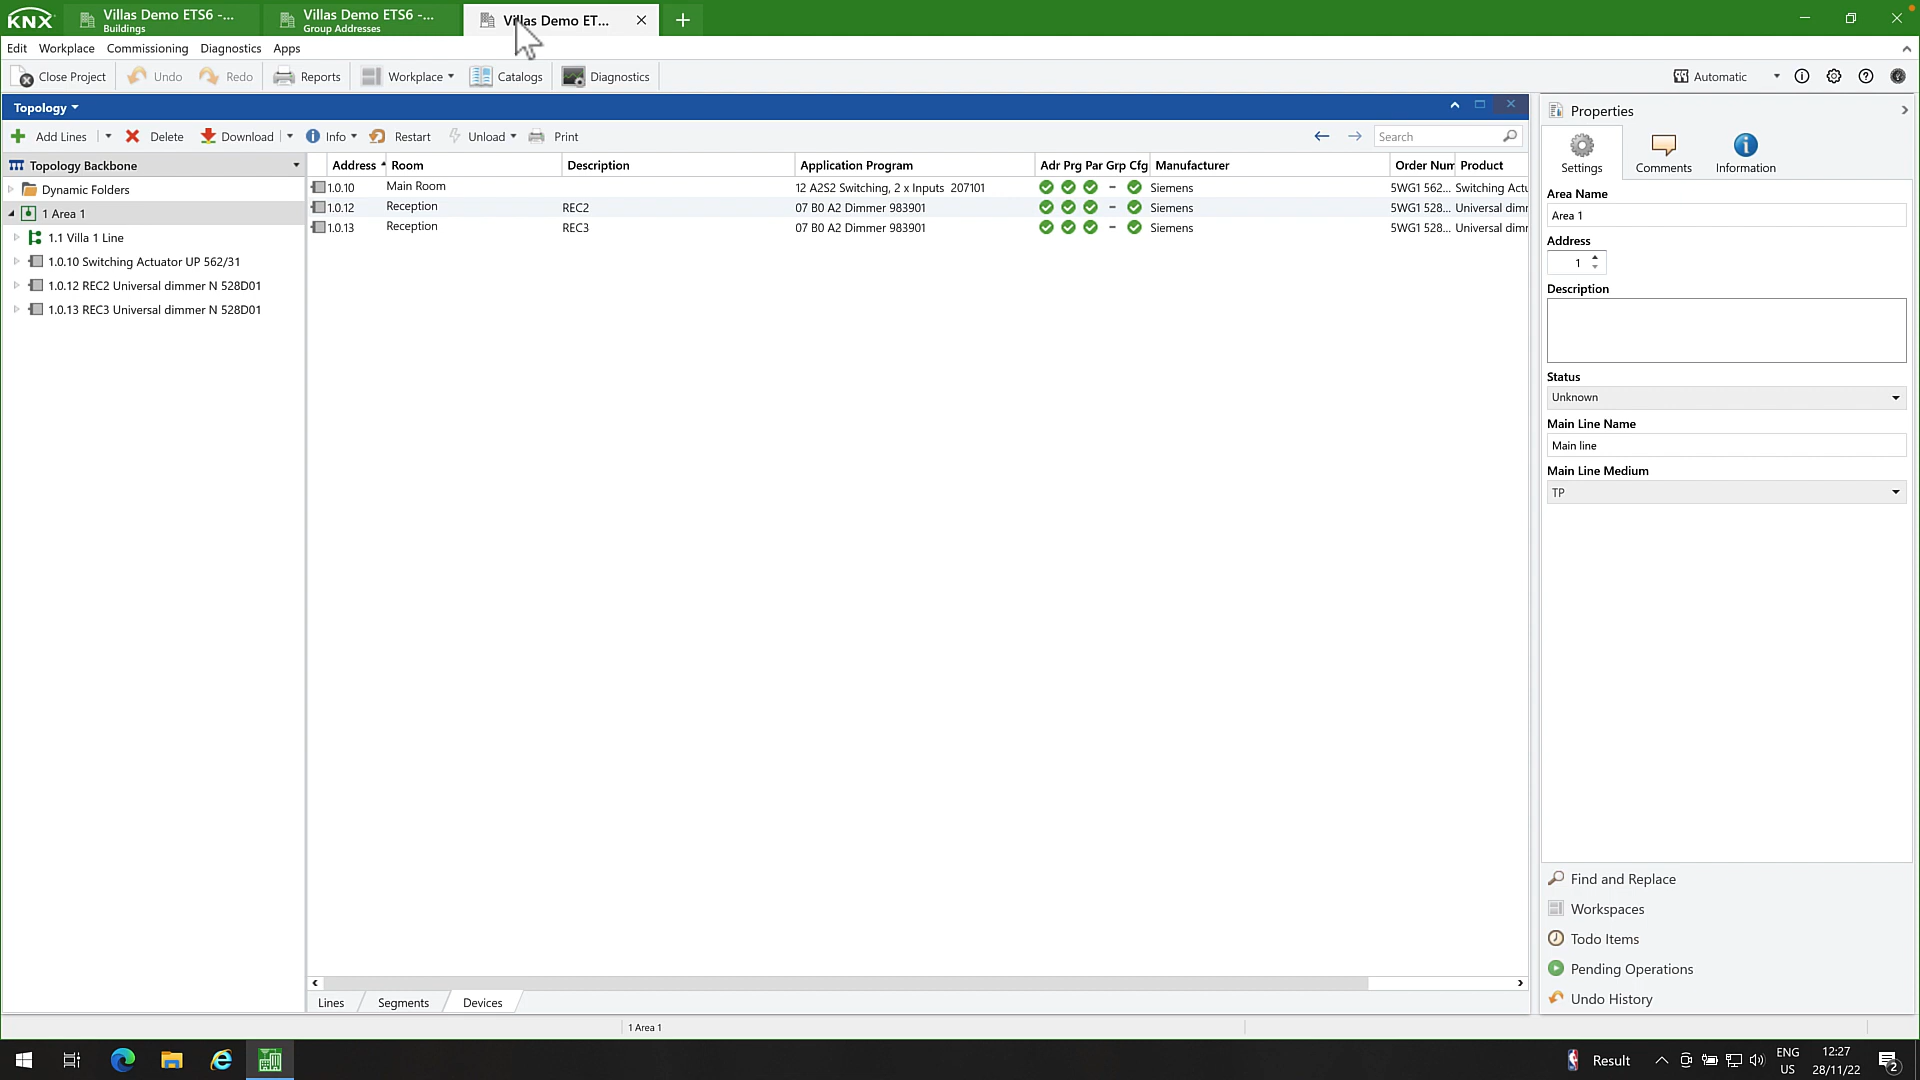 KNX
Villas Demo ETS6 -...
Buildings
Villas Demo ETS6 -...
Group Addresses
Villas Demo ET...
Edit Workplace Commissioning Diagnostics Apps
Close Project Undo Redo Reports Workplace Catalogs Diagnostics Automatic
Topology
Add Lines Delete Download Info Restart Unload Print Search
Topology Backbone
Dynamic Folders
1 Area 1
1.1 Villa 1 Line
1.0.10 Switching Actuator UP 562/31
1.0.12 REC2 Universal dimmer N 528D01
1.0.13 REC3 Universal dimmer N 528D01
Address Room Description Application Program Adr Prg Par Grp Cfg Manufacturer Order Num Product
1.0.10 Main Room 12 A2S2 Switching, 2 x Inputs 207101 - Siemens 5WG1 562... Switching Actu
1.0.12 Reception REC2 07 B0 A2 Dimmer 983901 - Siemens 5WG1 528... Universal dimm
1.0.13 Reception REC3 07 B0 A2 Dimmer 983901 - Siemens 5WG1 528... Universal dimm
Lines Segments Devices
1 Area 1
Properties
Settings Comments Information
Area Name
Area 1
Address
1
Description
Status
Unknown
Main Line Name
Main line
Main Line Medium
TP
Find and Replace
Workspaces
Todo Items
Pending Operations
Undo History
Result
ENG
US
12:27
28/11/22
2